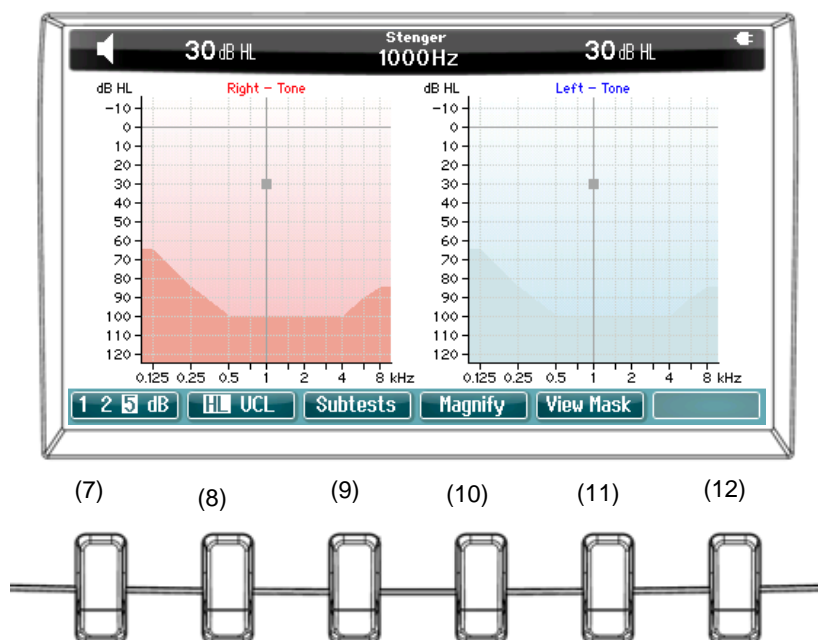 Stenger
30 dB HL 1000Hz 30 dB HL
dB HL Right - Tone dB HL Left - Tone
-10 -10
0 0
10 10
20 20
30 30
40 40
50 50
60 60
70 70
80 80
90 90
100 100
110 110
120 120
0.125 0.25 0.5 1 2 4 8 kHz 0.125 0.25 0.5 1 2 4 8 kHz
1 2 5 dB HL UCL Subtests Magnify View Mask
(7) (8) (9) (10) (11) (12)